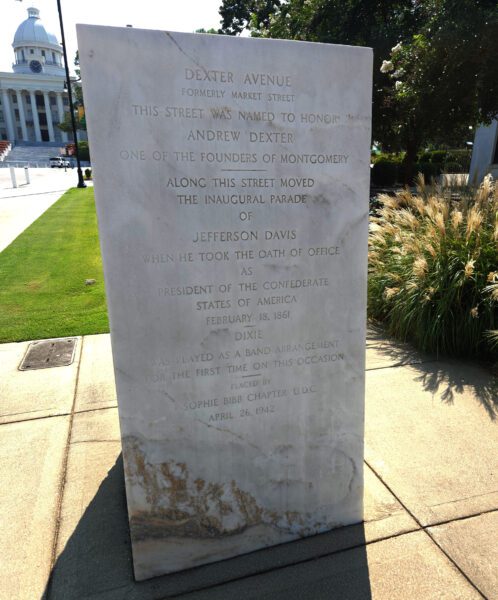 DEXTER AVENUE
FORMERLY MARKET STREET
THIS STREET WAS NAMED TO HONOR
ANDREW DEXTER
ONE OF THE FOUNDERS OF MONTGOMERY
ALONG THIS STREET MOVED
THE INAUGURAL PARADE
OF
JEFFERSON DAVIS
WHEN HE TOOK THE OATH OF OFFICE
AS
PRESIDENT OF THE CONFEDERATE
STATES OF AMERICA
FEBRUARY 18, 1861
DIXIE
WAS PLAYED AS A BAND ARRANGEMENT
FOR THE FIRST TIME ON THIS OCCASION
PLACED BY
SOPHIE BIBB CHAPTER U.D.C.
APRIL 26, 1942